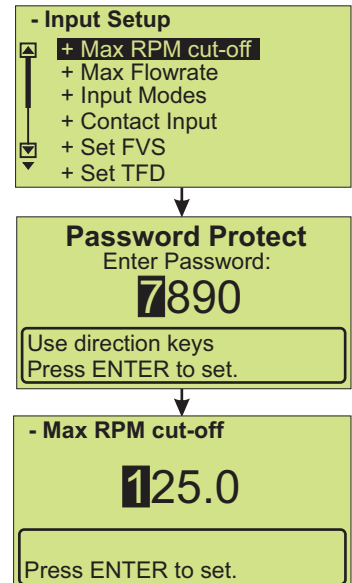 - Input Setup
+ Max RPM cut-off
+ Max Flowrate
+ Input Modes
+ Contact Input
+ Set FVS
+ Set TFD
Password Protect
Enter Password:
7890
Use direction keys
Press ENTER to set.
- Max RPM cut-off
125.0
Press ENTER to set.